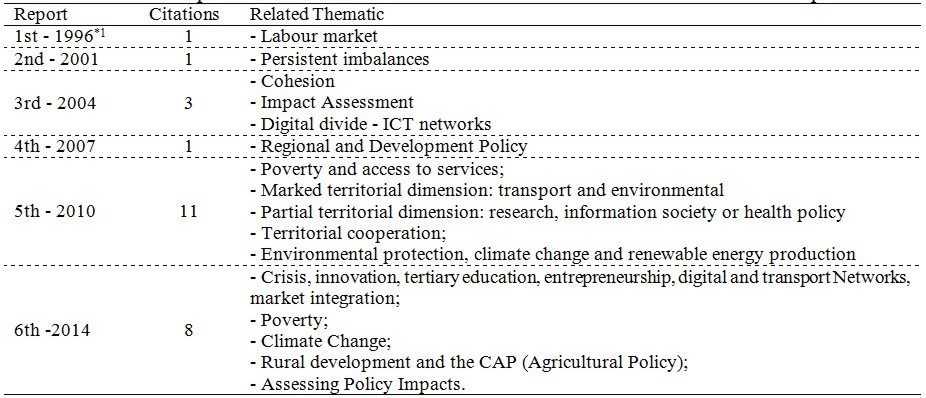 Report Citations Related Thematic
1st - 1996*1 1 - Labour market
2nd - 2001 1 - Persistent imbalances
- Cohesion
3rd - 2004 3 - Impact Assessment
- Digital divide - ICT networks
4th - 2007 1 - Regional and Development Policy
- Poverty and access to services;
- Marked territorial dimension: transport and environmental
5th - 2010 11 - Partial territorial dimension: research, information society or health policy
- Territorial cooperation;
- Environmental protection, climate change and renewable energy production
- Crisis, innovation, tertiary education, entrepreneurship, digital and transport Networks,
market integration;
- Poverty;
6th -2014 8 - Climate Change;
- Rural development and the CAP (Agricultural Policy);
- Assessing Policy Impacts.